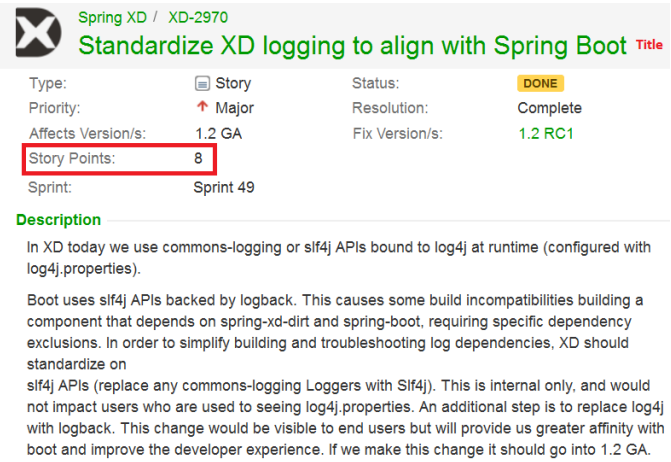 Spring XD / XD-2970
Standardize XD logging to align with Spring Boot Title
Type: Story Status: DONE
Priority: Major Resolution: Complete
Affects Version/s: 1.2 GA Fix Version/s: 1.2 RC1
Story Points: 8
Sprint: Sprint 49
Description
In XD today we use commons-logging or slf4j APIs bound to log4j at runtime (configured with
log4j.properties).
Boot uses slf4j APIs backed by logback. This causes some build incompatibilities building a
component that depends on spring-xd-dirt and spring-boot, requiring specific dependency
exclusions. In order to simplify building and troubleshooting log dependencies, XD should
standardize on
slf4j APIs (replace any commons-logging Loggers with Slf4j). This is internal only, and would
not impact users who are used to seeing log4j.properties. An additional step is to replace log4j
with logback. This change would be visible to end users but will provide us greater affinity with
boot and improve the developer experience. If we make this change it should go into 1.2 GA.